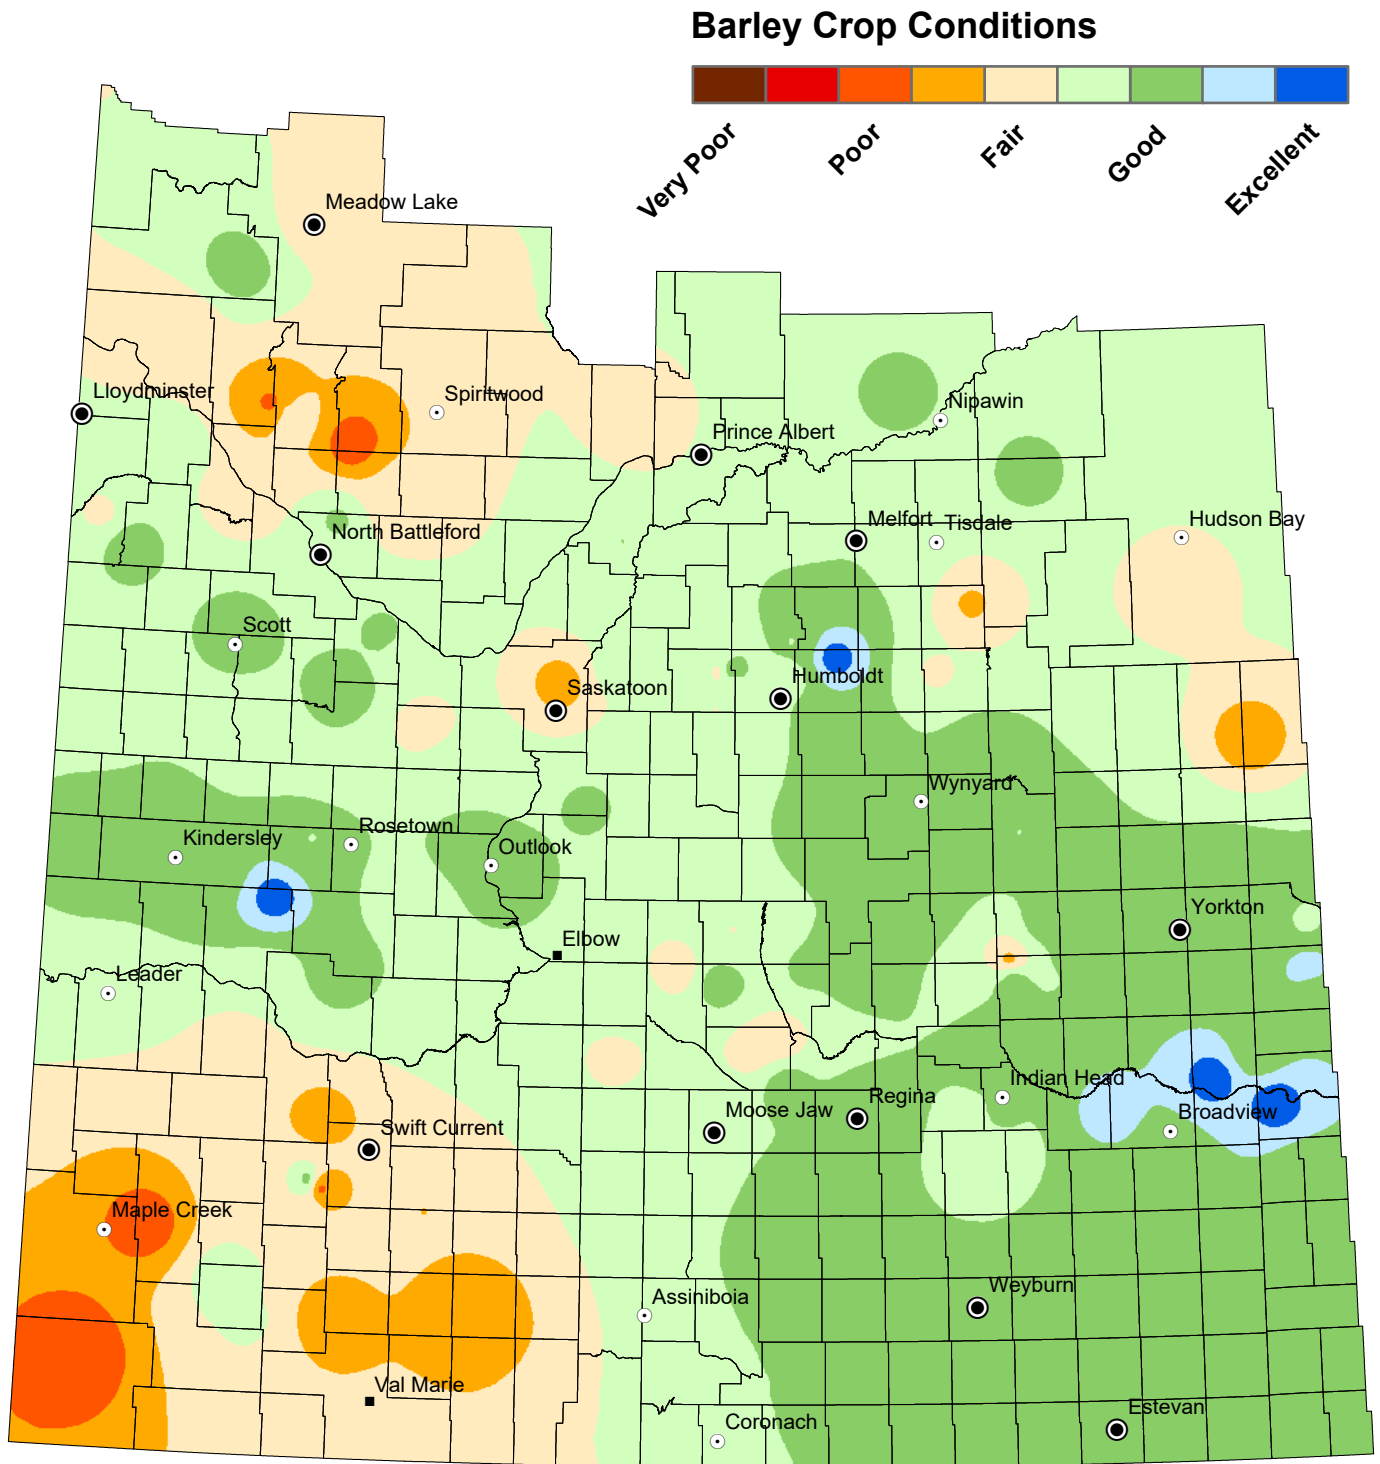 Barley Crop Conditions
Very Poor
Poor
Fair
Good
Excellent
Meadow Lake
Lloydminster
Spiritwood
Nipawin
Prince Albert
North Battleford
Melfort
Tisdale
Hudson Bay
Scott
Saskatoon
Humboldt
Wynyard
Kindersley
Rosetown
Outlook
Yorkton
Elbow
Leader
Indian Head
Regina
Moose Jaw
Broadview
Swift Current
Maple Creek
Weyburn
Assiniboia
Val Marie
Estevan
Coronach